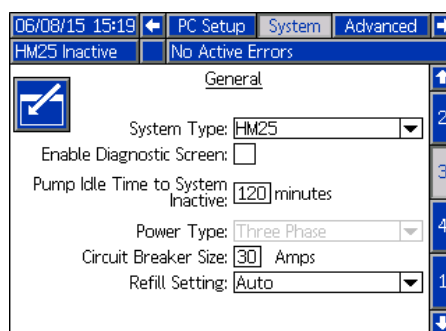 06/08/15 15:19 PC Setup System Advanced
HM25 Inactive No Active Errors
General
System Type: HM25
Enable Diagnostic Screen:
Pump Idle Time to System
Inactive: 120 minutes
Power Type: Three Phase
Circuit Breaker Size: 30 Amps
Refill Setting: Auto
2
3
4
1